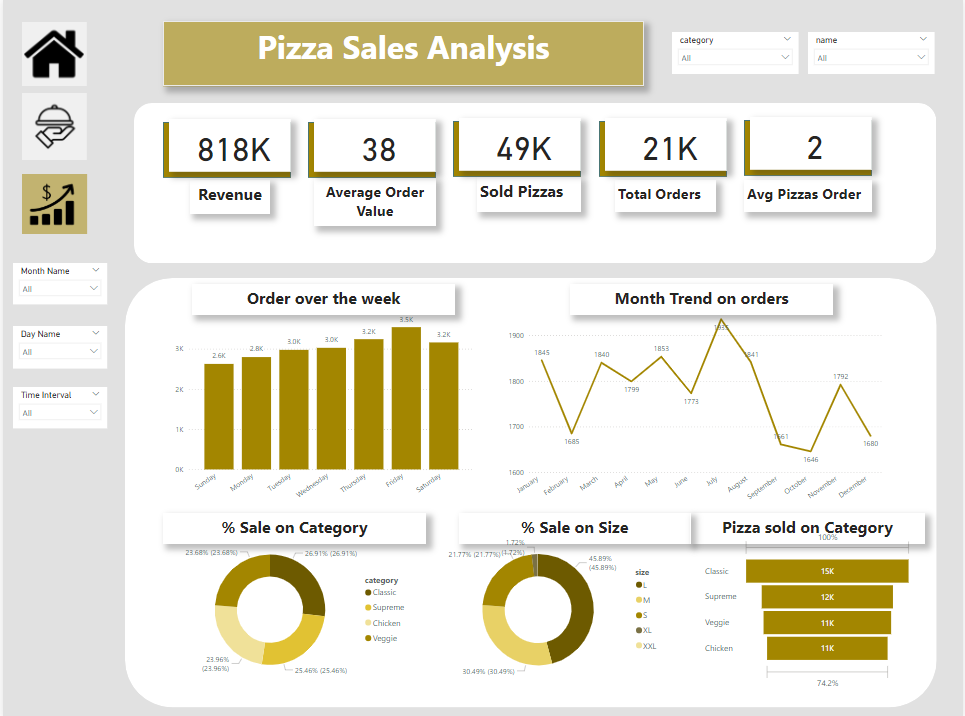 Pizza Sales Analysis
category
All
name
All
818K
Revenue
38
Average Order
Value
49K
Sold Pizzas
21K
Total Orders
2
Avg Pizzas Order
$
Month Name
All
Day Name
All
Time Interval
All
Order over the week
3K
2K
1K
0K
2.6K
2.8K
3.0K
3.0K
3.2K
3.5K
3.2K
Sunday
Monday
Tuesday
Wednesday
Thursday
Friday
Saturday
Month Trend on orders
1900
1800
1700
1600
1845
1685
1840
1799
1853
1773
1935
1841
1661
1646
1792
1680
January
February
March
April
May
June
July
August
September
October
November
December
% Sale on Category
23.68% (23.68%)
26.91% (26.91%)
23.96%
(23.96%)
25.46% (25.46%)
category
Classic
Supreme
Chicken
Veggie
% Sale on Size
1.72%
(1.72%)
21.77% (21.77%)
45.89%
(45.89%)
30.49% (30.49%)
size
L
M
S
XL
XXL
Pizza sold on Category
100%
Classic
15K
Supreme
12K
Veggie
11K
Chicken
11K
74.2%